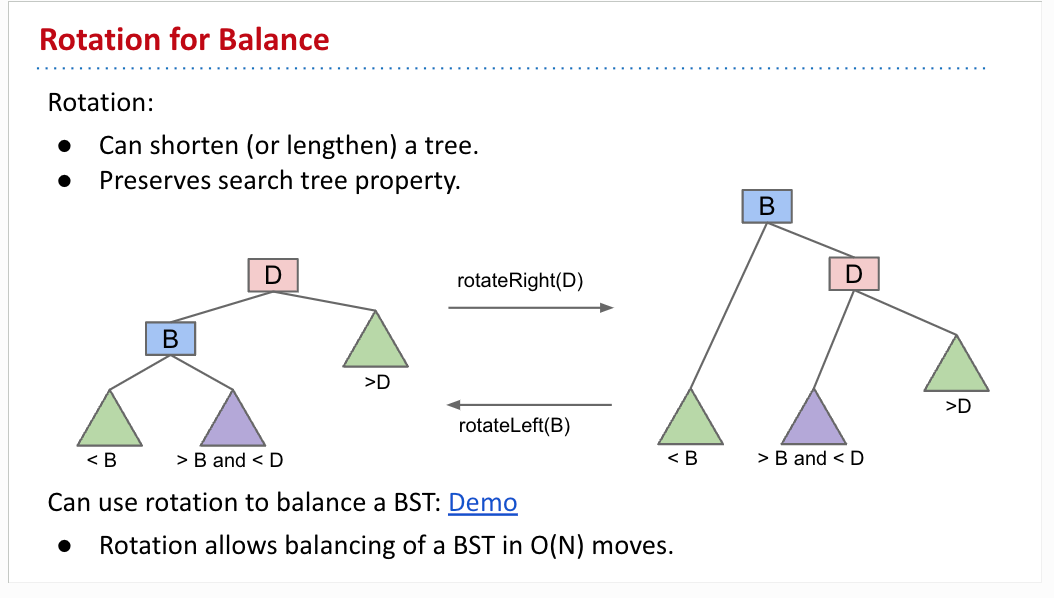 Rotation for Balance
Rotation:
● Can shorten (or lengthen) a tree.
● Preserves search tree property.
B
D
rotateRight(D)
D
B
>D
>D
rotateLeft(B)
< B
> B and < D
< B
> B and < D
Can use rotation to balance a BST: Demo
● Rotation allows balancing of a BST in O(N) moves.